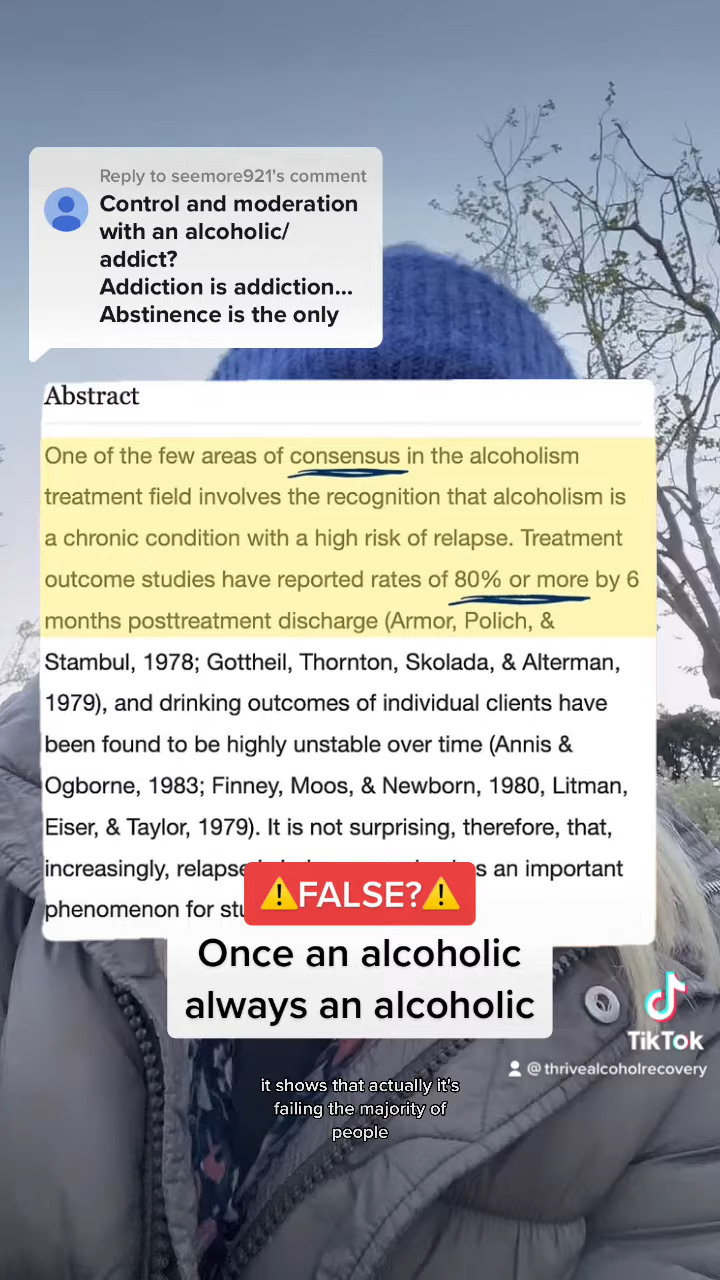 Reply to seemore921's comment
Control and moderation
with an alcoholic/
addict?
Addiction is addiction...
Abstinence is the only
Abstract
One of the few areas of consensus in the alcoholism
treatment field involves the recognition that alcoholism is
a chronic condition with a high risk of relapse. Treatment
outcome studies have reported rates of 80% or more by 6
months posttreatment discharge (Armor, Polich, &
Stambul, 1978; Gottheil, Thornton, Skolada, & Alterman,
1979), and drinking outcomes of individual clients have
been found to be highly unstable over time (Annis &
Ogborne, 1983; Finney, Moos, & Newborn, 1980, Litman,
Eiser, & Taylor, 1979). It is not surprising, therefore, that,
increasingly, relapse an important
phenomenon for
⚠️FALSE?⚠️
Once an alcoholic
always an alcoholic
TikTok
@thrivealcoholrecovery
it shows that actually it's
failing the majority of
people